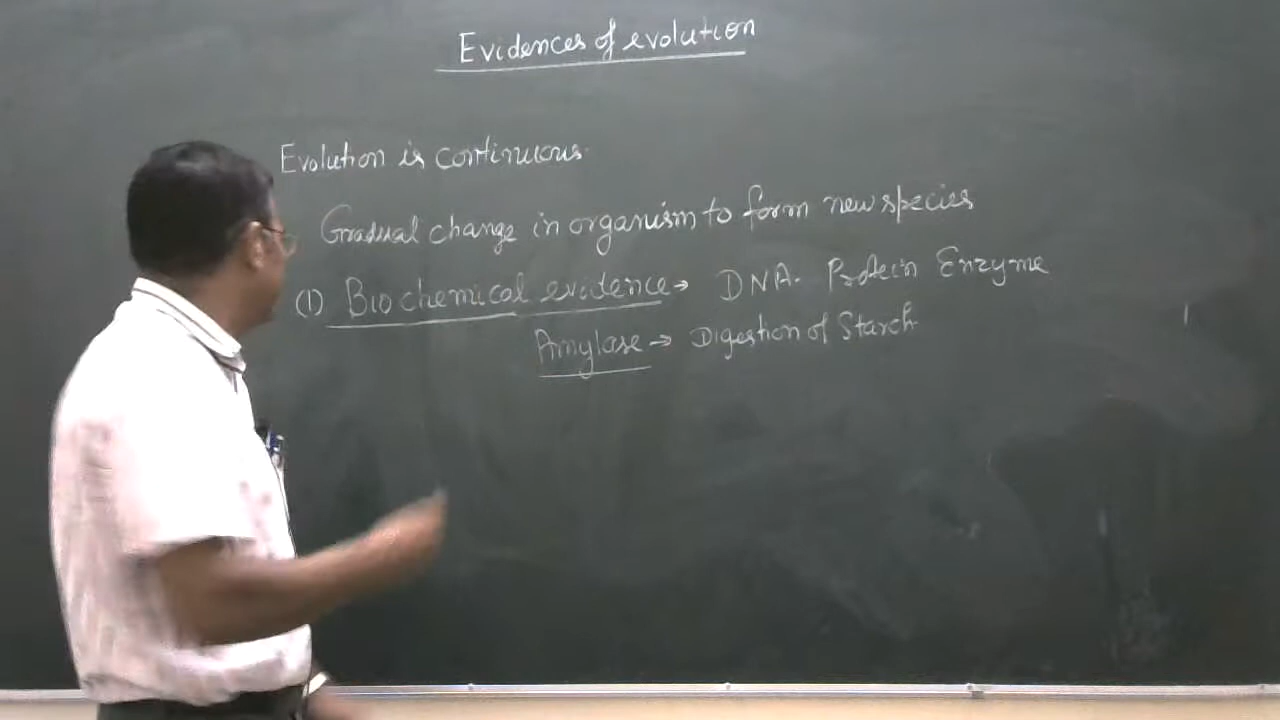 Evidences of evolution
Evolution is continuous.
Gradual change in organism to form new species
(1) Biochemical evidence → DNA. Protein Enzyme
Amylase → Digestion of Starch